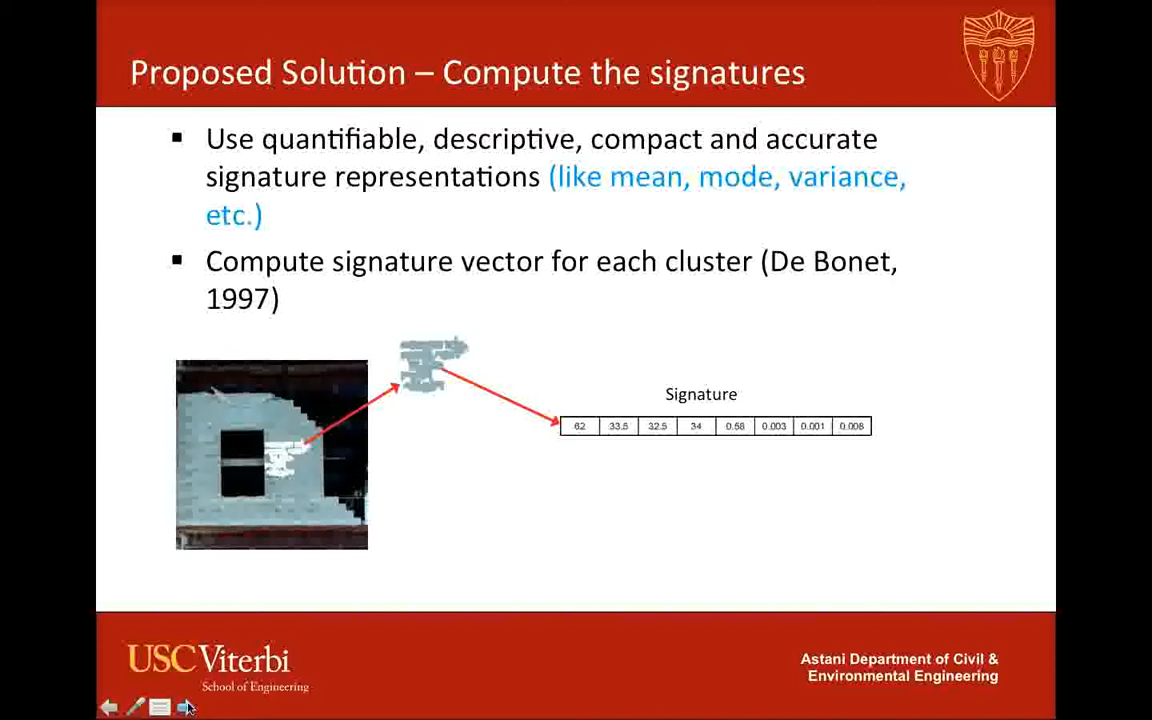 Proposed Solution – Compute the signatures
▪ Use quantifiable, descriptive, compact and accurate
signature representations (like mean, mode, variance,
etc.)
▪ Compute signature vector for each cluster (De Bonet,
1997)
Signature
62 33.5 32.5 34 0.58 0.003 0.001 0.008
USC Viterbi
School of Engineering
Astani Department of Civil &
Environmental Engineering